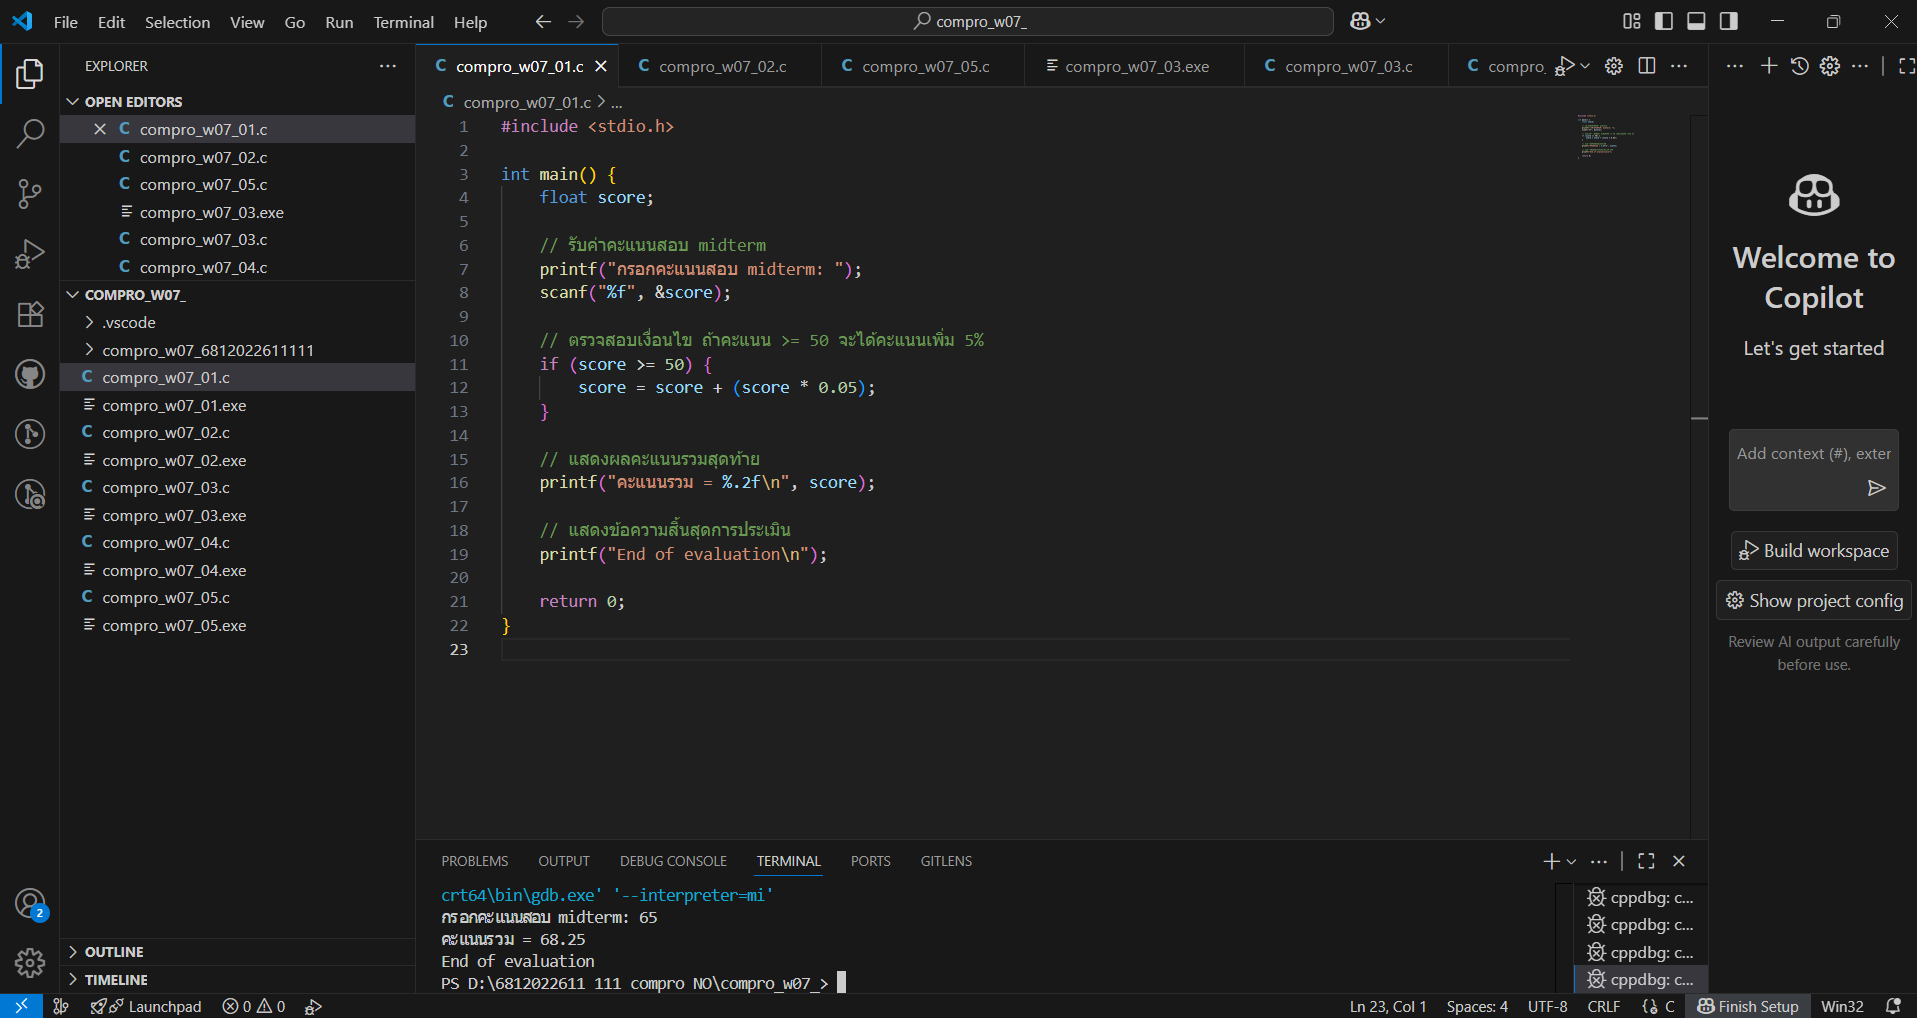 File Edit Selection View Go Run Terminal Help
compro_w07_
EXPLORER
OPEN EDITORS
compro_w07_01.c
compro_w07_02.c
compro_w07_05.c
compro_w07_03.exe
compro_w07_03.c
compro_w07_04.c
COMPRO_W07_
.vscode
compro_w07_6812022611111
compro_w07_01.c
compro_w07_01.exe
compro_w07_02.c
compro_w07_02.exe
compro_w07_03.c
compro_w07_03.exe
compro_w07_04.c
compro_w07_04.exe
compro_w07_05.c
compro_w07_05.exe
OUTLINE
TIMELINE
2
C compro_w07_01.c C compro_w07_02.c C compro_w07_05.c compro_w07_03.exe C compro_w07_03.c C compro_
C compro_w07_01.c > ...
1 #include <stdio.h>
2
3 int main() {
4 float score;
5
6 // รับค่าคะแนนสอบ midterm
7 printf("กรอกคะแนนสอบ midterm: ");
8 scanf("%f", &score);
9
10 // ตรวจสอบเงื่อนไข ถ้าคะแนน >= 50 จะได้คะแนนเพิ่ม 5%
11 if (score >= 50) {
12 score = score + (score * 0.05);
13 }
14
15 // แสดงผลคะแนนรวมสุดท้าย
16 printf("คะแนนรวม = %.2f\n", score);
17
18 // แสดงข้อความสิ้นสุดการประเมิน
19 printf("End of evaluation\n");
20
21 return 0;
22 }
23
PROBLEMS OUTPUT DEBUG CONSOLE TERMINAL PORTS GITLENS
crt64\bin\gdb.exe' '--interpreter=mi'
กรอกคะแนนสอบ midterm: 65
คะแนนรวม = 68.25
End of evaluation
PS D:\6812022611 111 compro NO\compro_w07_>
cppdbg: c...
cppdbg: c...
cppdbg: c...
cppdbg: c...
Welcome to
Copilot
Let's get started
Add context (#), exter
Build workspace
Show project config
Review AI output carefully
before use.
Launchpad 0 0 Ln 23, Col 1 Spaces: 4 UTF-8 CRLF {} C Finish Setup Win32